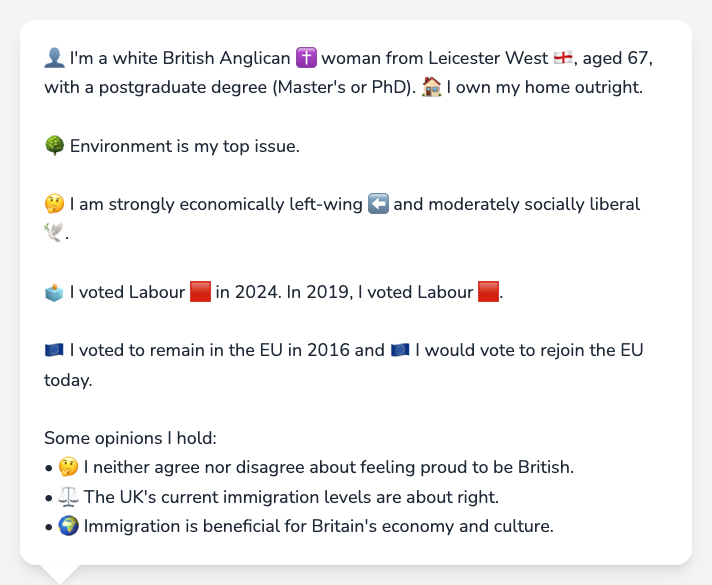 👤 I'm a white British Anglican ✝️ woman from Leicester West 🏴󠁧󠁢󠁥󠁮󠁧󠁿, aged 67,
with a postgraduate degree (Master's or PhD). 🏠 I own my home outright.
🌳 Environment is my top issue.
🤔 I am strongly economically left-wing ⬅️ and moderately socially liberal
🕊️.
🗳️ I voted Labour 🟥 in 2024. In 2019, I voted Labour 🟥.
🇪🇺 I voted to remain in the EU in 2016 and 🇪🇺 I would vote to rejoin the EU
today.
Some opinions I hold:
• 🤔 I neither agree nor disagree about feeling proud to be British.
• ⚖️ The UK's current immigration levels are about right.
• 🌍 Immigration is beneficial for Britain's economy and culture.